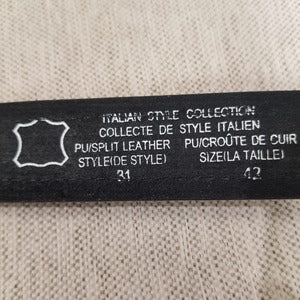 ITALIAN STYLE COLLECTION
COLLECTE DE STYLE ITALIEN
PU/SPLIT LEATHER PU/CROÛTE DE CUIR
STYLE(DE STYLE) SIZE(LA TAILLE)
31 42